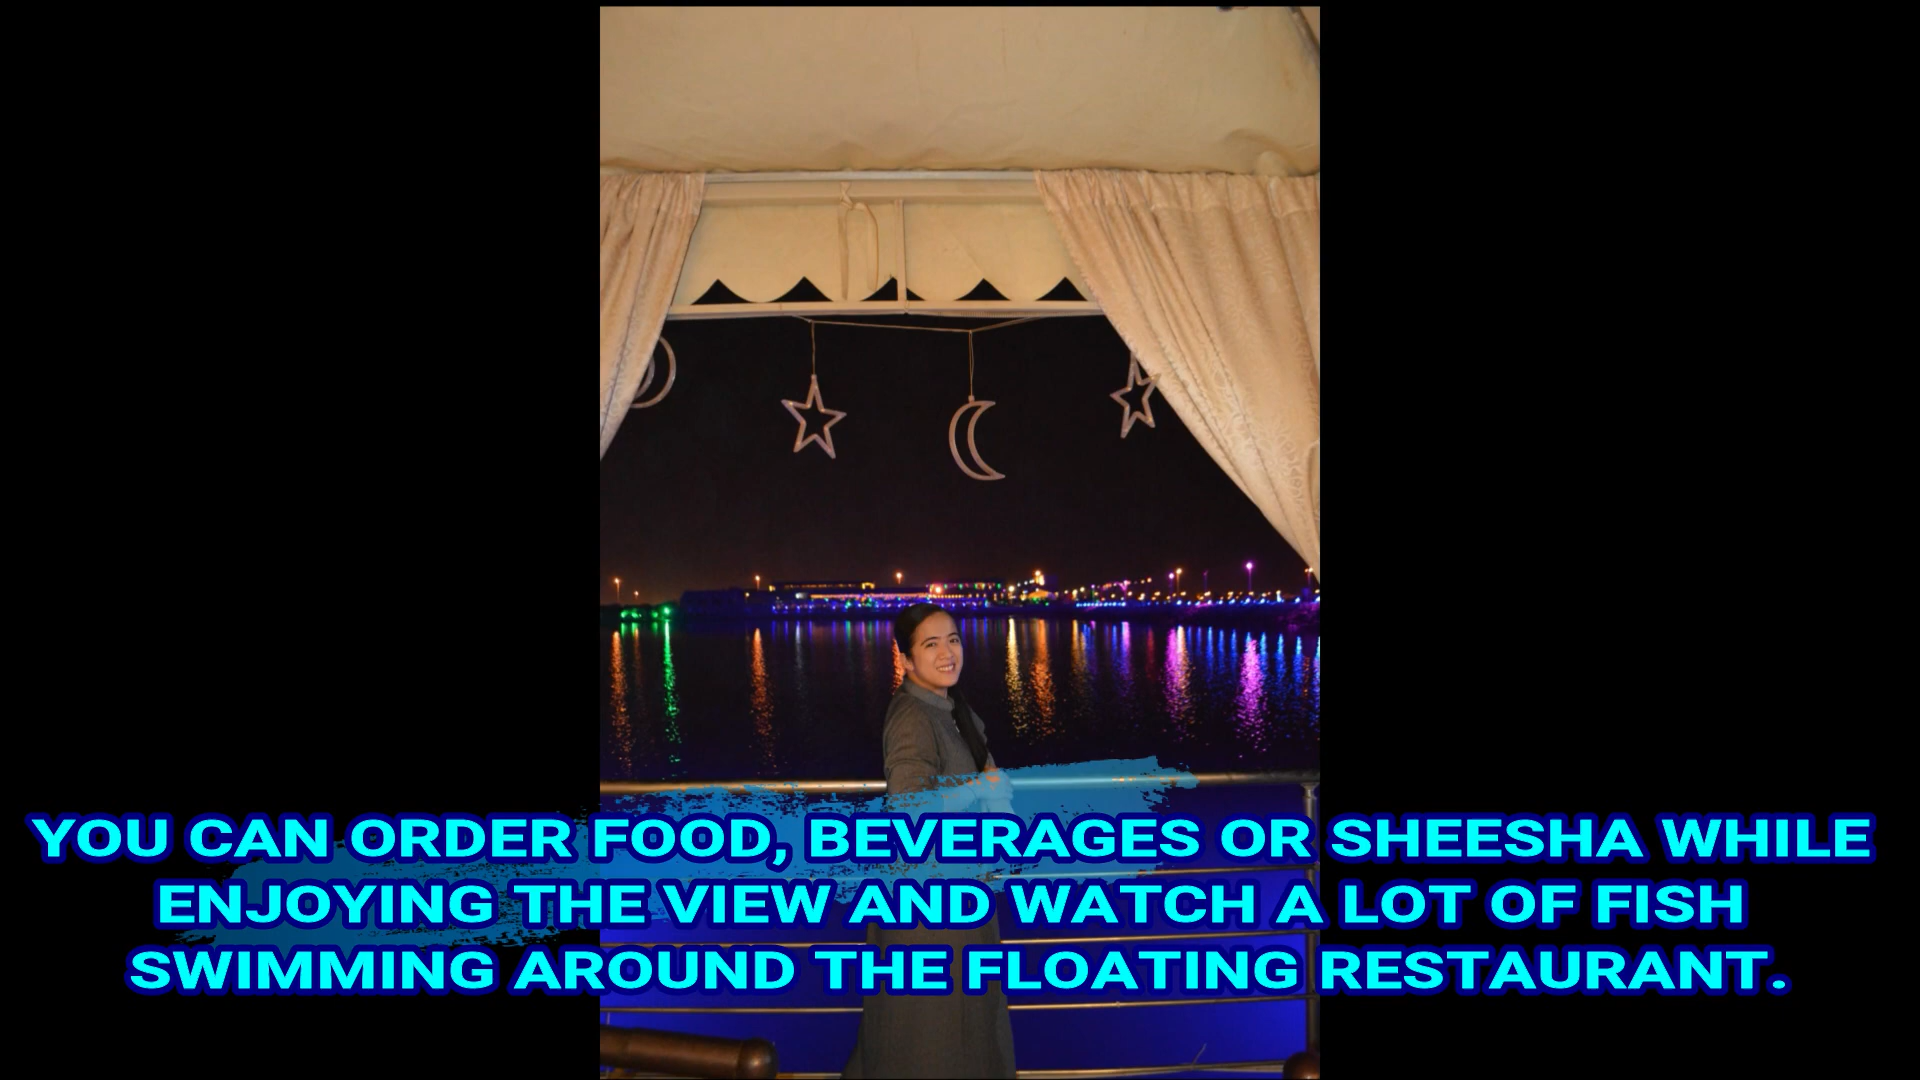 YOU CAN ORDER FOOD, BEVERAGES OR SHEESHA WHILE
ENJOYING THE VIEW AND WATCH A LOT OF FISH
SWIMMING AROUND THE FLOATING RESTAURANT.